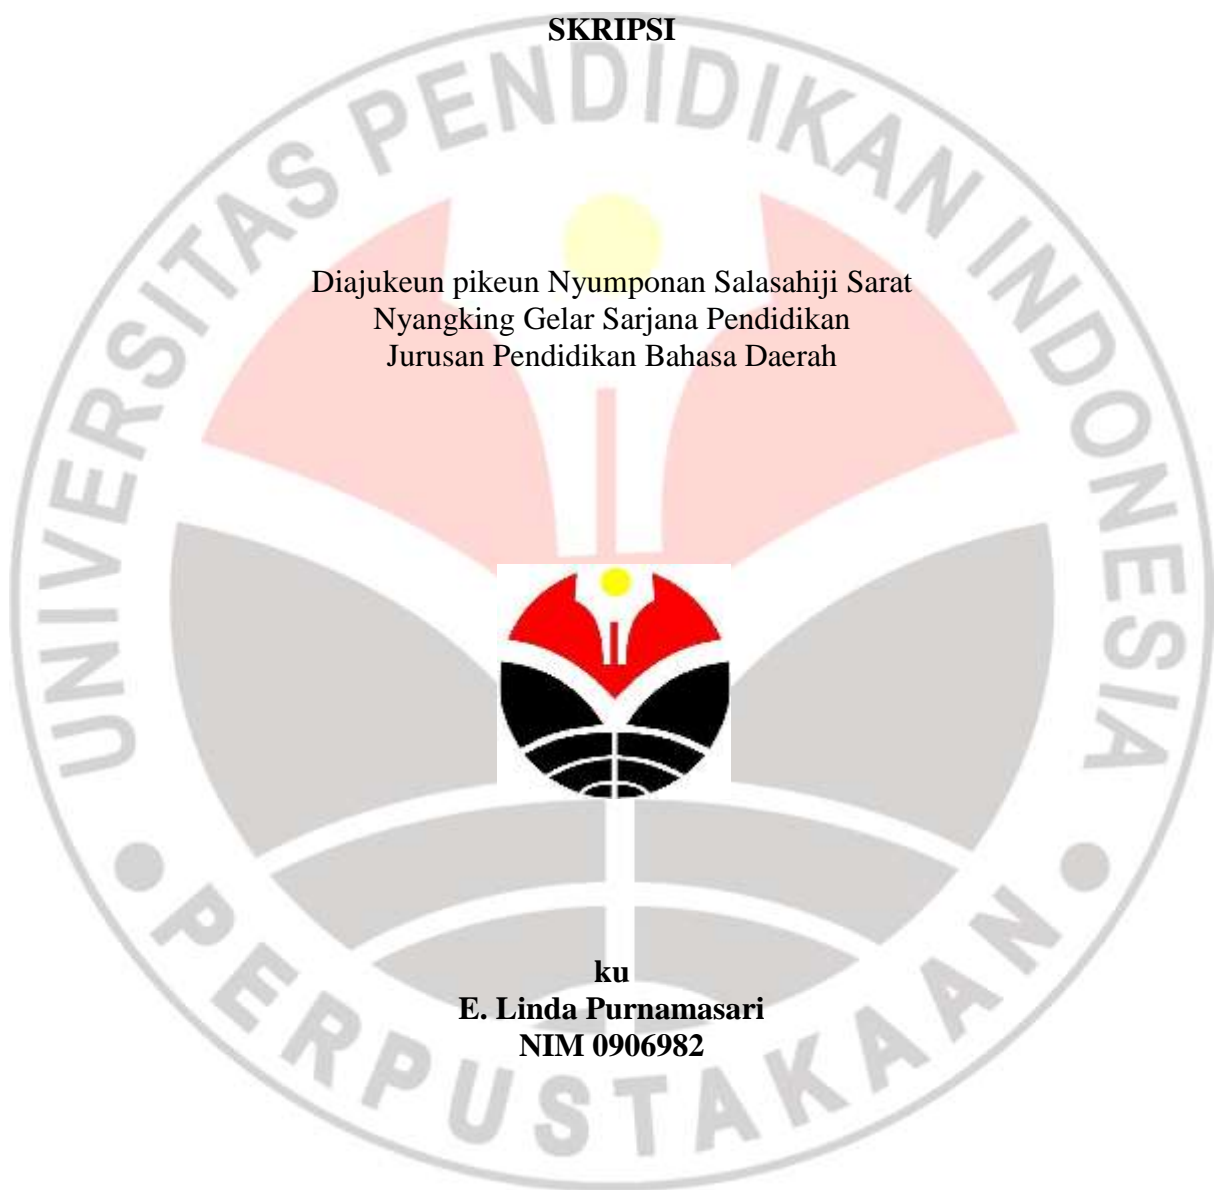 SKRIPSI
UNIVERSITAS PENDIDIKAN INDONESIA
Diajukeun pikeun Nyumponan Salasahiji Sarat
Nyangking Gelar Sarjana Pendidikan
Jurusan Pendidikan Bahasa Daerah
ku
E. Linda Purnamasari
NIM 0906982
PERPUSTAKAAN